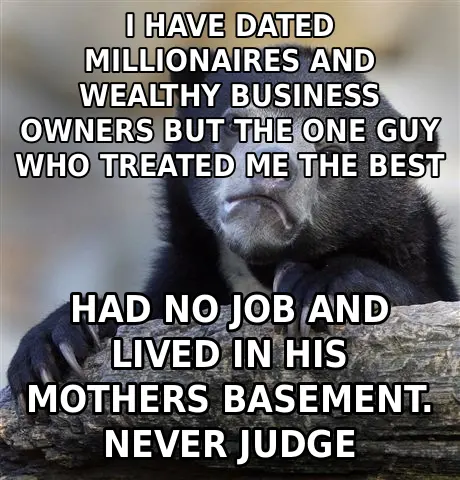 I HAVE DATED
MILLIONAIRES AND
WEALTHY BUSINESS
OWNERS BUT THE ONE GUY
WHO TREATED ME THE BEST
HAD NO JOB AND
LIVED IN HIS
MOTHERS BASEMENT.
NEVER JUDGE